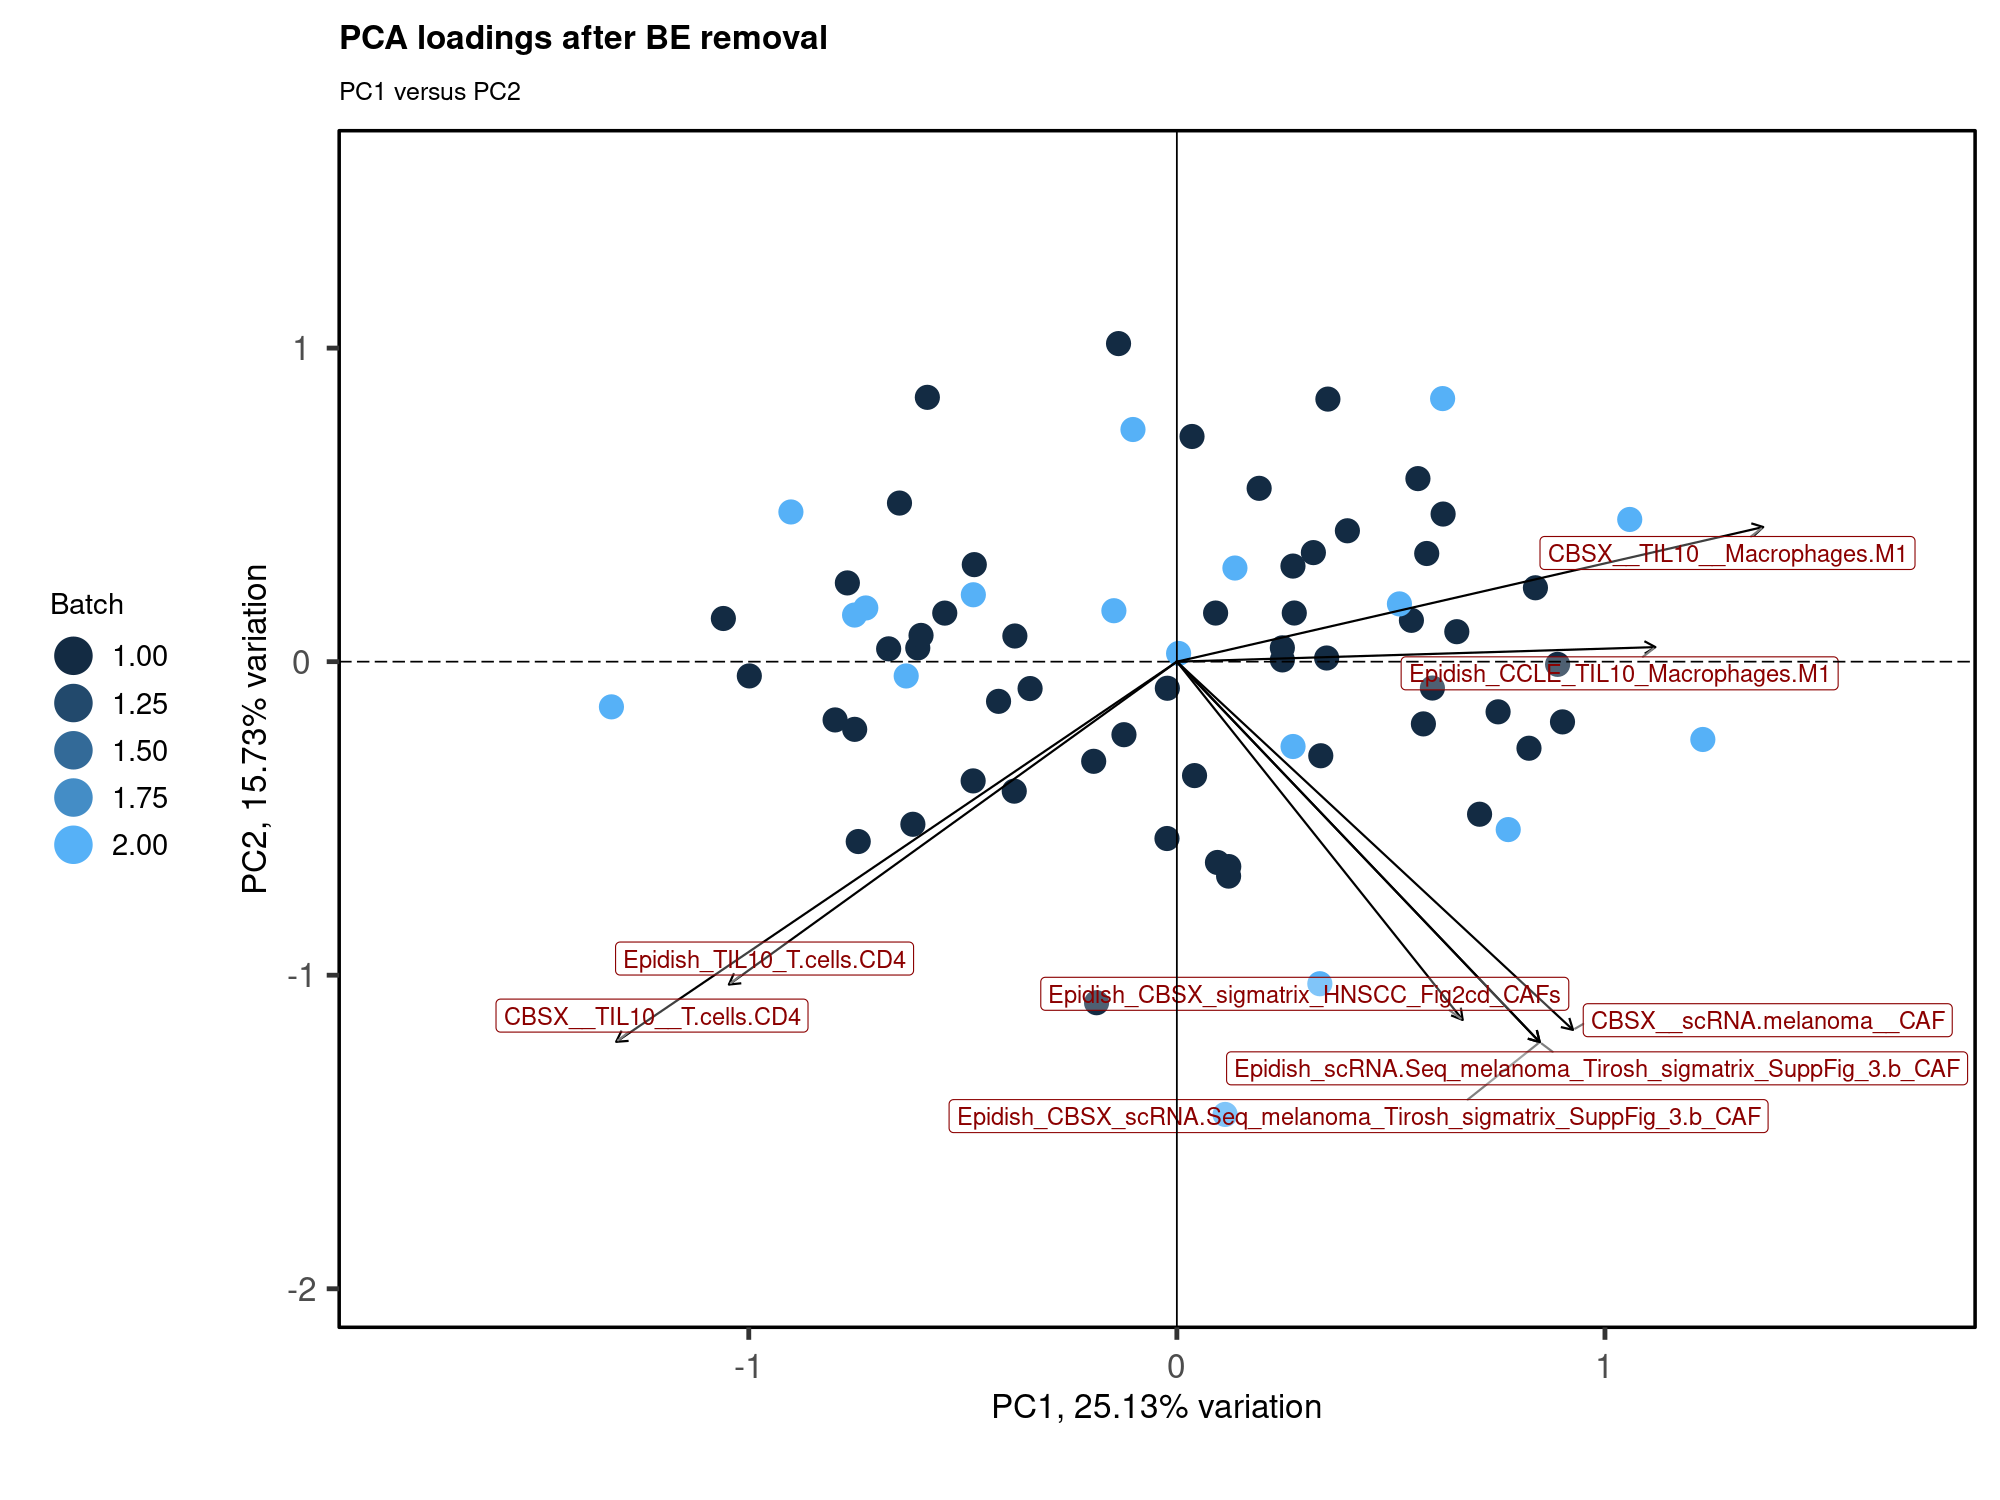 PCA loadings after BE removal
PC1 versus PC2
Batch
1.00
1.25
1.50
1.75
2.00
PC2, 15.73% variation
1
0
-1
-2
CBSX__TIL10__Macrophages.M1
Epidish_CCLE_TIL10_Macrophages.M1
Epidish_TIL10_T.cells.CD4
CBSX__TIL10__T.cells.CD4
Epidish_CBSX_sigmatrix_HNSCC_Fig2cd_CAFs
CBSX__scRNA.melanoma__CAF
Epidish_scRNA.Seq_melanoma_Tirosh_sigmatrix_SuppFig_3.b_CAF
Epidish_CBSX_scRNA.Seq_melanoma_Tirosh_sigmatrix_SuppFig_3.b_CAF
-1
0
1
PC1, 25.13% variation